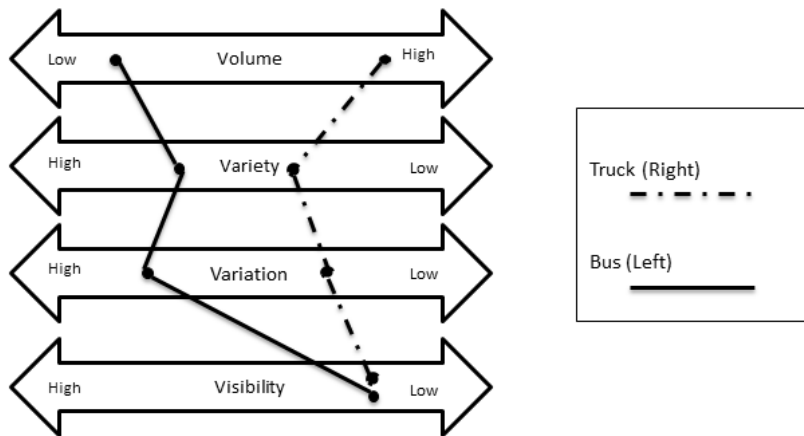 Low Volume High
High Variety Low
High Variation Low
High Visibility Low
Truck (Right)
Bus (Left)